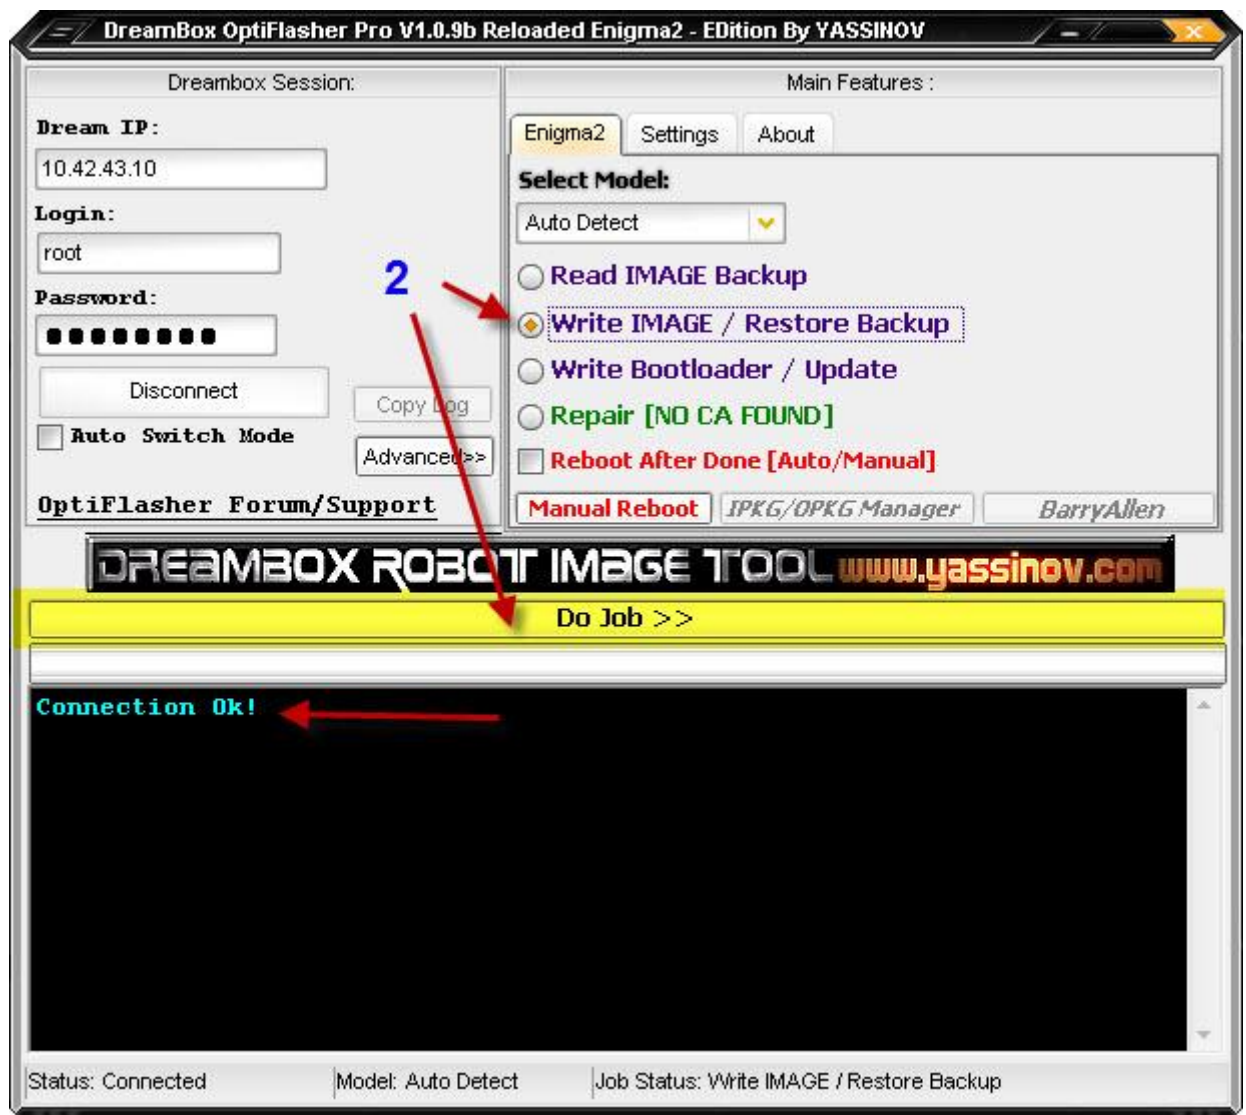 DreamBox OptiFlasher Pro V1.0.9b Reloaded Enigma2 - EDition By YASSINOV
Dreambox Session:
Dream IP:
10.42.43.10
Login:
root
Password:
Disconnect
Copy Log
Auto Switch Mode
Advanced>>
OptiFlasher Forum/Support
2
Main Features :
Enigma2 Settings About
Select Model:
Auto Detect
Read IMAGE Backup
Write IMAGE / Restore Backup
Write Bootloader / Update
Repair [NO CA FOUND]
Reboot After Done [Auto/Manual]
Manual Reboot IPKG/OPKG Manager BarryAllen
DREAMBOX ROBOT IMAGE TOOL www.yassinov.com
Do Job >>
Connection Ok!
Status: Connected Model: Auto Detect Job Status: Write IMAGE / Restore Backup